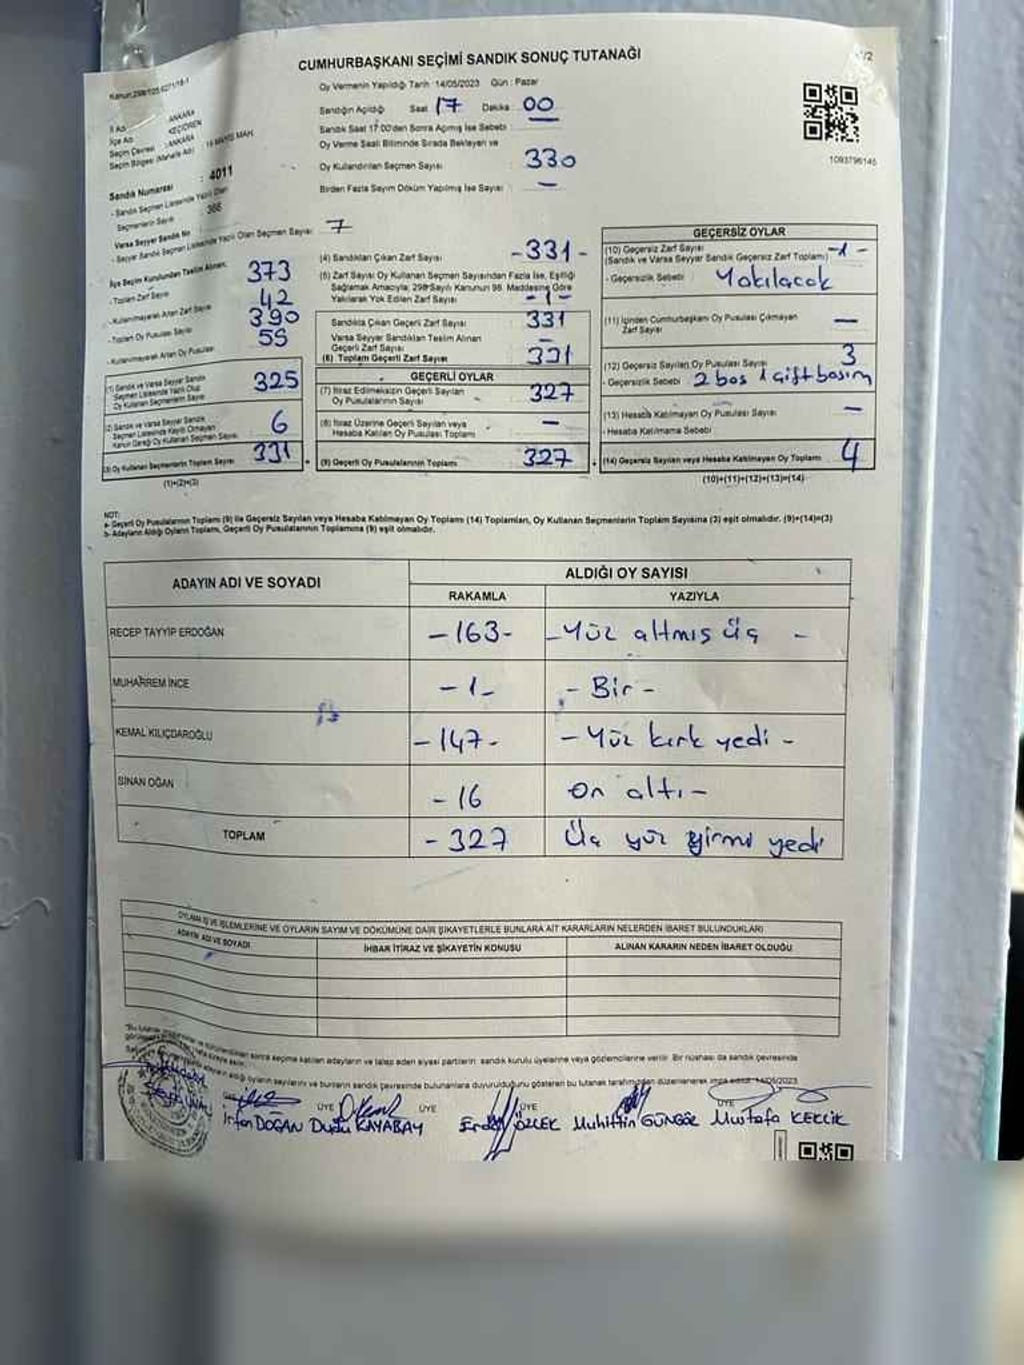 CUMHURBAŞKANI SEÇİMİ SANDIK SONUÇ TUTANAĞI
Oy Vermenin Yapıldığı Tarih :14/05/2023 Gün : Pazar
Sandığın Açıldığı Saat 17 Dakika 00
Sandık Saat 17:00'den Sonra Açımış İse Sebebi
Oy Verme Saati Bitiminde Sırada Bekleyen ve
Oy Kullandırılan Seçmen Sayısı 330
Birden Fazla Sayım Döküm Yapılmış İse Sayısı —
1/2
1093796145
İl Adı : ANKARA
İlçe Adı : KEÇİÖREN
Seçim Çevresi : ANKARA
Seçim Bölgesi (Mahalle Adı) : 19 MAYIS MAH.
Sandık Numarası : 4011
- Sandık Seçmen Listesinde Yazılı Olan
Seçmenlerin Sayısı : 366
Varsa Seyyar Sandık No
- Seyyar Sandık Seçmen Listesinde Yazılı Olan Seçmen Sayısı : 7
İlçe Seçim Kurulundan Teslim Alınan;
- Toplam Zarf Sayısı 373
- Kullanılmayarak Artan Zarf Sayısı 42
- Toplam Oy Pusulası Sayısı 390
- Kullanılmayarak Artan Oy Pusulası 55
(1) Sandık ve Varsa Seyyar Sandık
Seçmen Listesinde Yazılı Olup
Oy Kullanan Seçmenlerin Sayısı 325
(2) Sandık ve Varsa Seyyar Sandık
Seçmen Listesinde Kayıtlı Olmayan
Kanun Gereği Oy Kullanan Seçmen Sayısı 6
(3) Oy Kullanan Seçmenlerin Toplam Sayısı 331
(1)+(2)=(3)
(4) Sandıktan Çıkan Zarf Sayısı -331-
(5) Zarf Sayısı Oy Kullanan Seçmen Sayısından Fazla İse, Eşitliği
Sağlamak Amacıyla; 298 Sayılı Kanunun 98. Maddesine Göre
Yakılarak Yok Edilen Zarf Sayısı -1-
Sandıkta Çıkan Geçerli Zarf Sayısı 331
Varsa Seyyar Sandıktan Teslim Alınan
Geçerli Zarf Sayısı —
(6) Toplam Geçerli Zarf Sayısı 331
GEÇERLİ OYLAR
(7) İtiraz Edilmeksizin Geçerli Sayılan
Oy Pusulalarının Sayısı 327
(8) İtiraz Üzerine Geçerli Sayılan veya
Hesaba Katılan Oy Pusulaları Toplamı —
(9) Geçerli Oy Pusulalarının Toplamı 327
GEÇERSİZ OYLAR
(10) Geçersiz Zarf Sayısı
(Sandık ve Varsa Seyyar Sandık Geçersiz Zarf Toplamı) -1-
- Geçersizlik Sebebi : Yakılacak
(11) İçinden Cumhurbaşkanı Oy Pusulası Çıkmayan
Zarf Sayısı —
(12) Geçersiz Sayılan Oy Pusulası Sayısı 3
- Geçersizlik Sebebi : 2 boş 1 çift basım
(13) Hesaba Katılmayan Oy Pusulası Sayısı —
- Hesaba Katılmama Sebebi
(14) Geçersiz Sayılan veya Hesaba Katılmayan Oy Toplamı 4
(10)+(11)+(12)+(13)=(14)
NOT:
a- Geçerli Oy Pusulalarının Toplamı (9) ile Geçersiz Sayılan veya Hesaba Katılmayan Oy Toplamı (14) Toplamları, Oy Kullanan Seçmenlerin Toplam Sayısına (3) eşit olmalıdır. (9)+(14)=(3)
b- Adayların Aldığı Oyların Toplamı, Geçerli Oy Pusulalarının Toplamına (9) eşit olmalıdır.
ADAYIN ADI VE SOYADI ALDIĞI OY SAYISI
RAKAMLA YAZIYLA
RECEP TAYYİP ERDOĞAN -163- -Yüz altmış üç -
MUHARREM İNCE -1- - Bir -
KEMAL KILIÇDAROĞLU -147- - Yüz kırk yedi -
SİNAN OĞAN -16 on altı -
TOPLAM -327 Üç yüz yirmi yedi
OYLAMA İŞ VE İŞLEMLERİNE VE OYLARIN SAYIM VE DÖKÜMÜNE DAİR ŞİKAYETLERLE BUNLARA AİT KARARLARIN NELERDEN İBARET BULUNDUKLARI
ADAYIN ADI VE SOYADI İHBAR İTİRAZ VE ŞİKAYETİN KONUSU ALINAN KARARIN NEDEN İBARET OLDUĞU
sonra seçime katılan adayların ve talep eden siyasi partilerin sandık kurulu üyelerine veya gözlemcilerine verilir. Bir nüshası da sandık çevresinde
adayların aldığı oyların sayılarını ve bunların sandık çevresinde bulunanlara duyurulduğunu gösteren bu tutanak tarafımızdan düzenlenerek imza edildi. 14/05/2023
ÜYE ÜYE ÜYE ÜYE
İrfan DOĞAN Dudu KAYABAY Erdal ÖZLEK Muhittin GÜNGÖR Mustafa KEKLİK